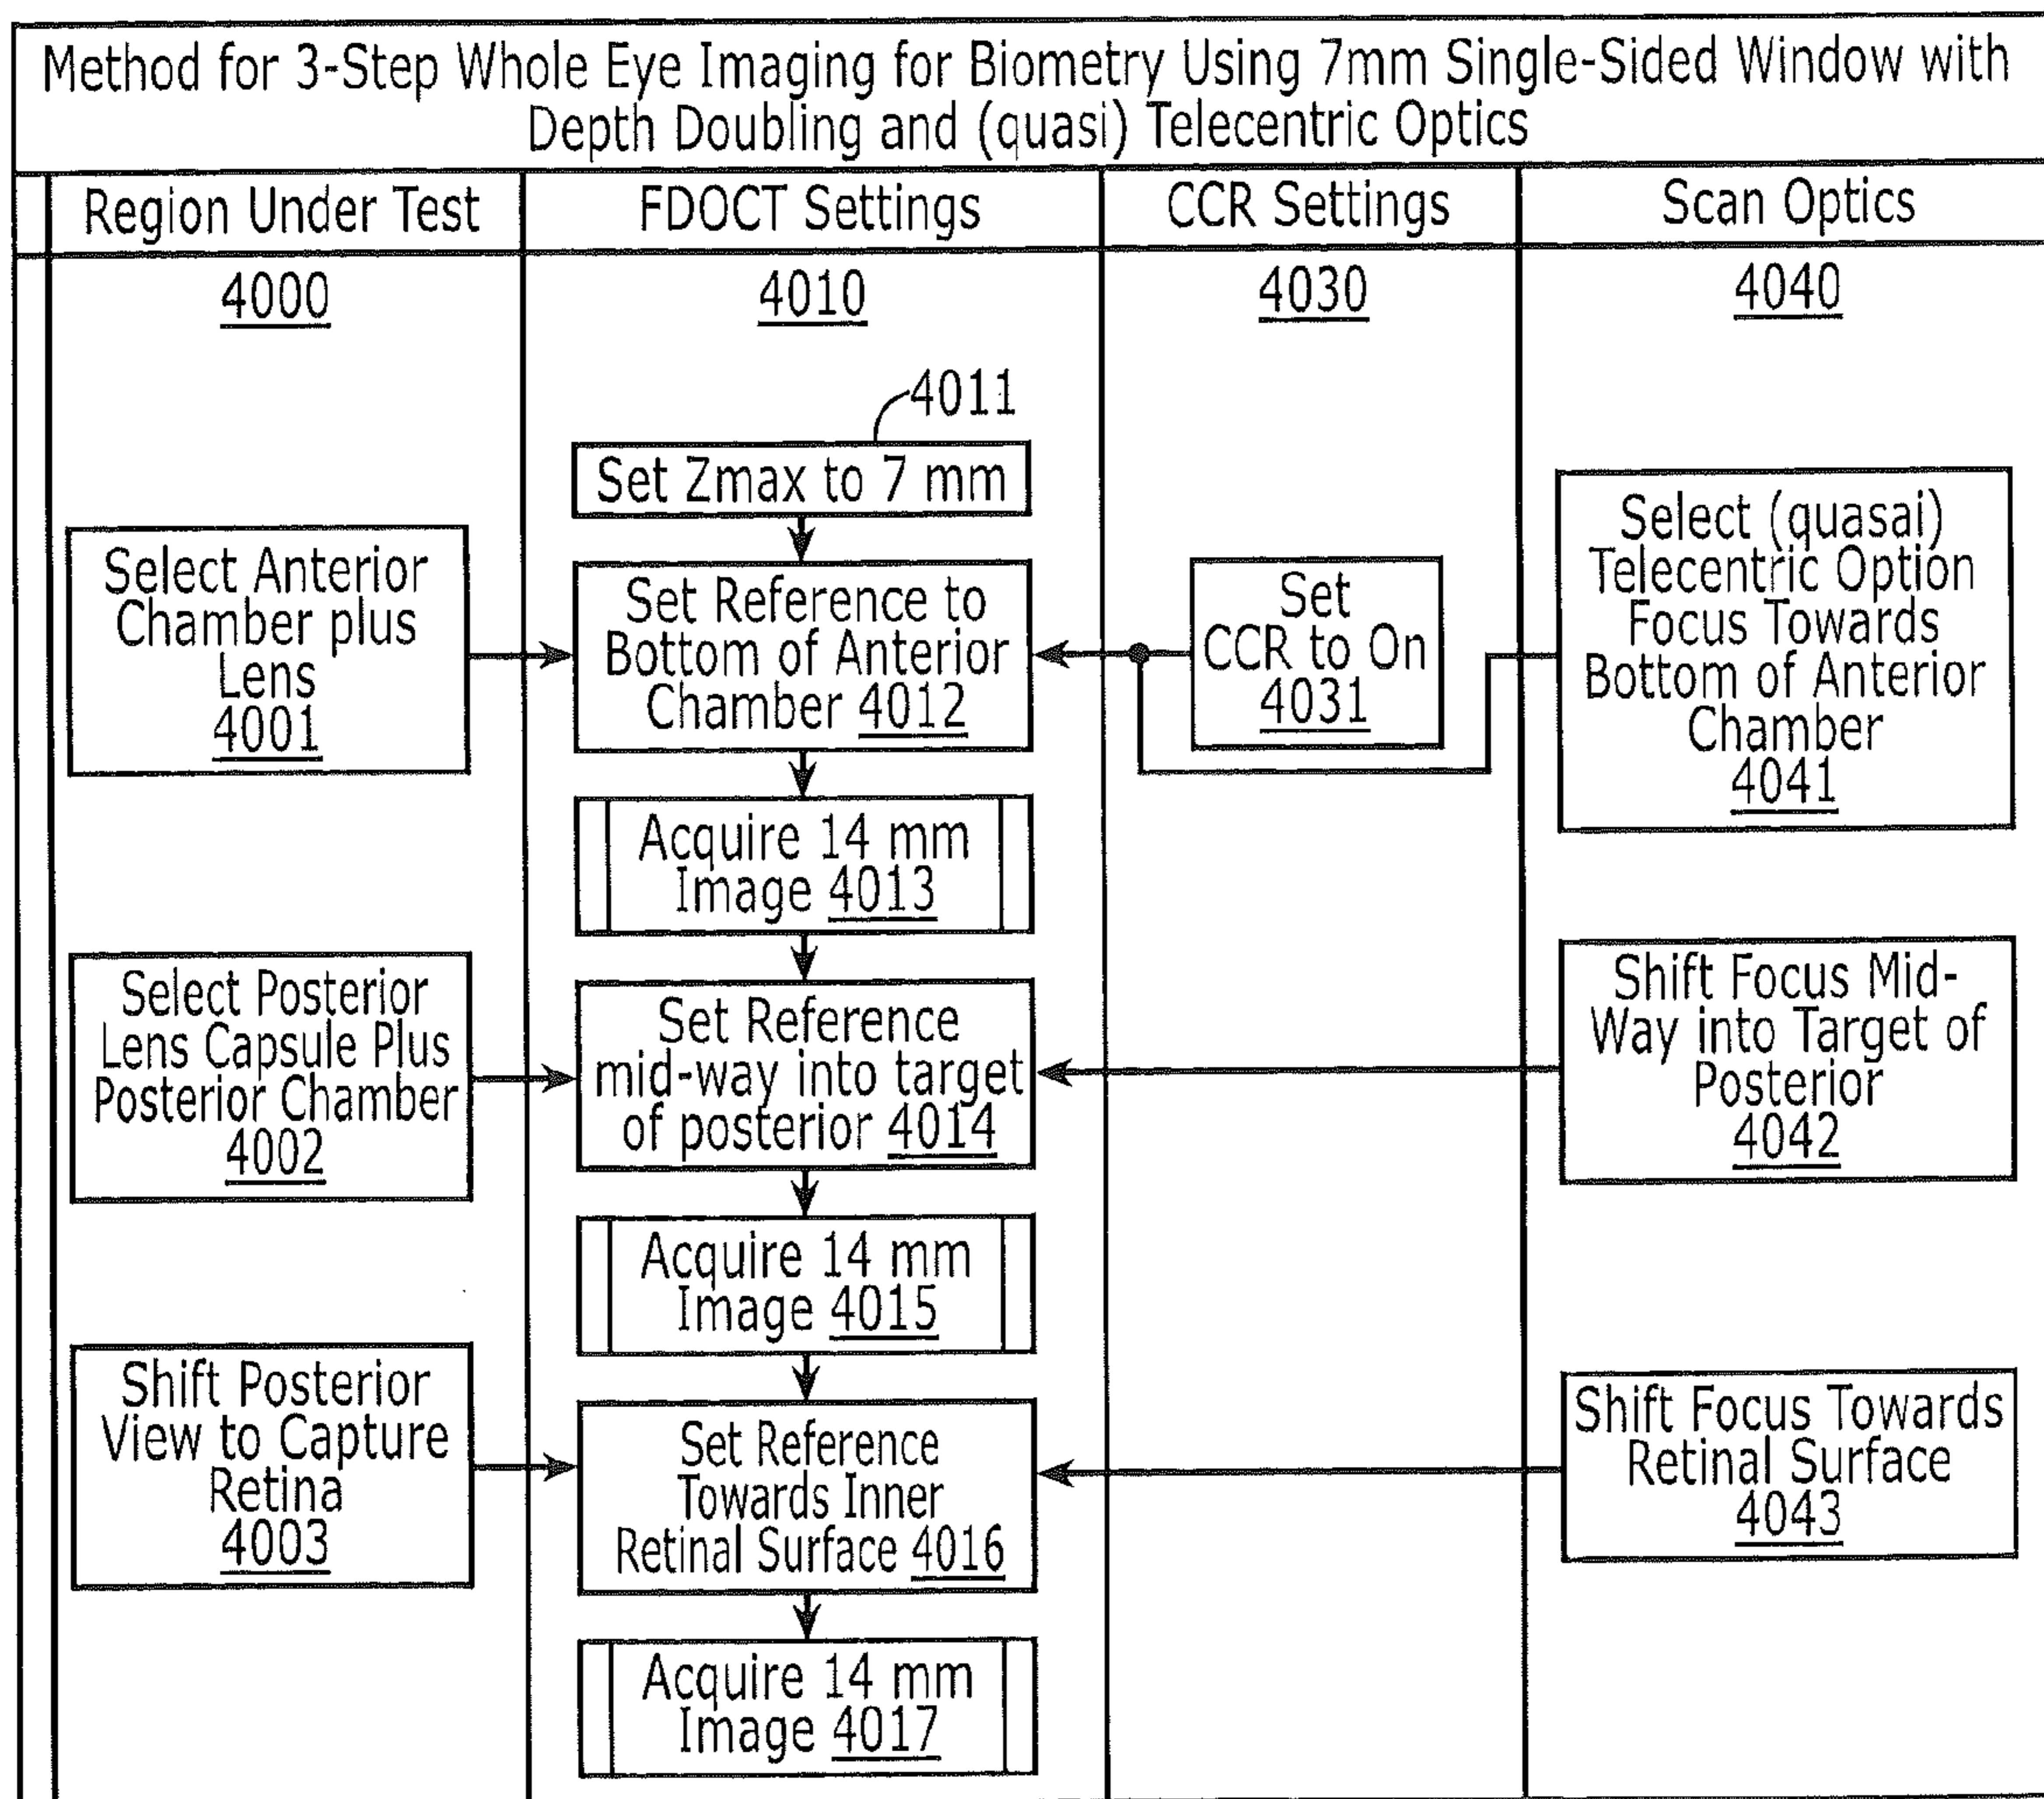 Method for 3-Step Whole Eye Imaging for Biometry Using 7mm Single-Sided Window with
Depth Doubling and (quasi) Telecentric Optics
Region Under Test
FDOCT Settings
CCR Settings
Scan Optics
4000
4010
4030
4040
4011
Set Zmax to 7 mm
Select Anterior
Chamber plus
Lens
4001
Set Reference to
Bottom of Anterior
Chamber 4012
Set
CCR to On
4031
Select (quasai)
Telecentric Option
Focus Towards
Bottom of Anterior
Chamber
4041
Acquire 14 mm
Image 4013
Select Posterior
Lens Capsule Plus
Posterior Chamber
4002
Set Reference
mid-way into target
of posterior 4014
Shift Focus Mid-
Way into Target of
Posterior
4042
Acquire 14 mm
Image 4015
Shift Posterior
View to Capture
Retina
4003
Set Reference
Towards Inner
Retinal Surface 4016
Shift Focus Towards
Retinal Surface
4043
Acquire 14 mm
Image 4017